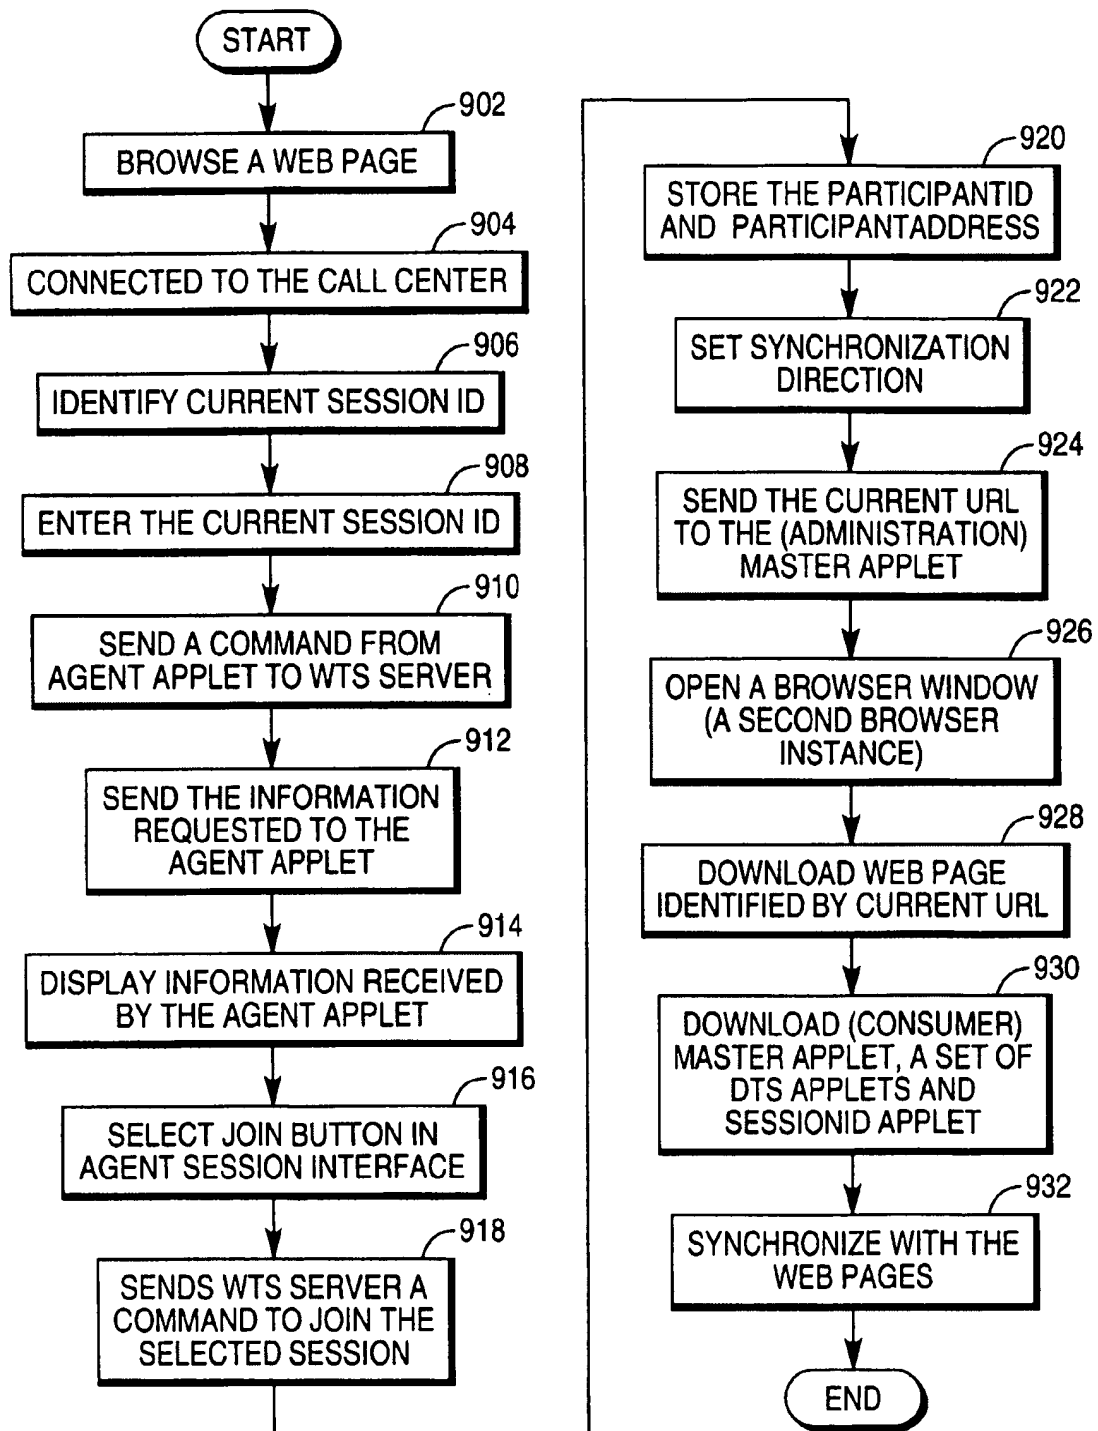 START
902
BROWSE A WEB PAGE
904
CONNECTED TO THE CALL CENTER
906
IDENTIFY CURRENT SESSION ID
908
ENTER THE CURRENT SESSION ID
910
SEND A COMMAND FROM
AGENT APPLET TO WTS SERVER
912
SEND THE INFORMATION
REQUESTED TO THE
AGENT APPLET
914
DISPLAY INFORMATION RECEIVED
BY THE AGENT APPLET
916
SELECT JOIN BUTTON IN
AGENT SESSION INTERFACE
918
SENDS WTS SERVER A
COMMAND TO JOIN THE
SELECTED SESSION
920
STORE THE PARTICIPANTID
AND PARTICIPANTADDRESS
922
SET SYNCHRONIZATION
DIRECTION
924
SEND THE CURRENT URL
TO THE (ADMINISTRATION)
MASTER APPLET
926
OPEN A BROWSER WINDOW
(A SECOND BROWSER
INSTANCE)
928
DOWNLOAD WEB PAGE
IDENTIFIED BY CURRENT URL
930
DOWNLOAD (CONSUMER)
MASTER APPLET, A SET OF
DTS APPLETS AND
SESSIONID APPLET
932
SYNCHRONIZE WITH THE
WEB PAGES
END